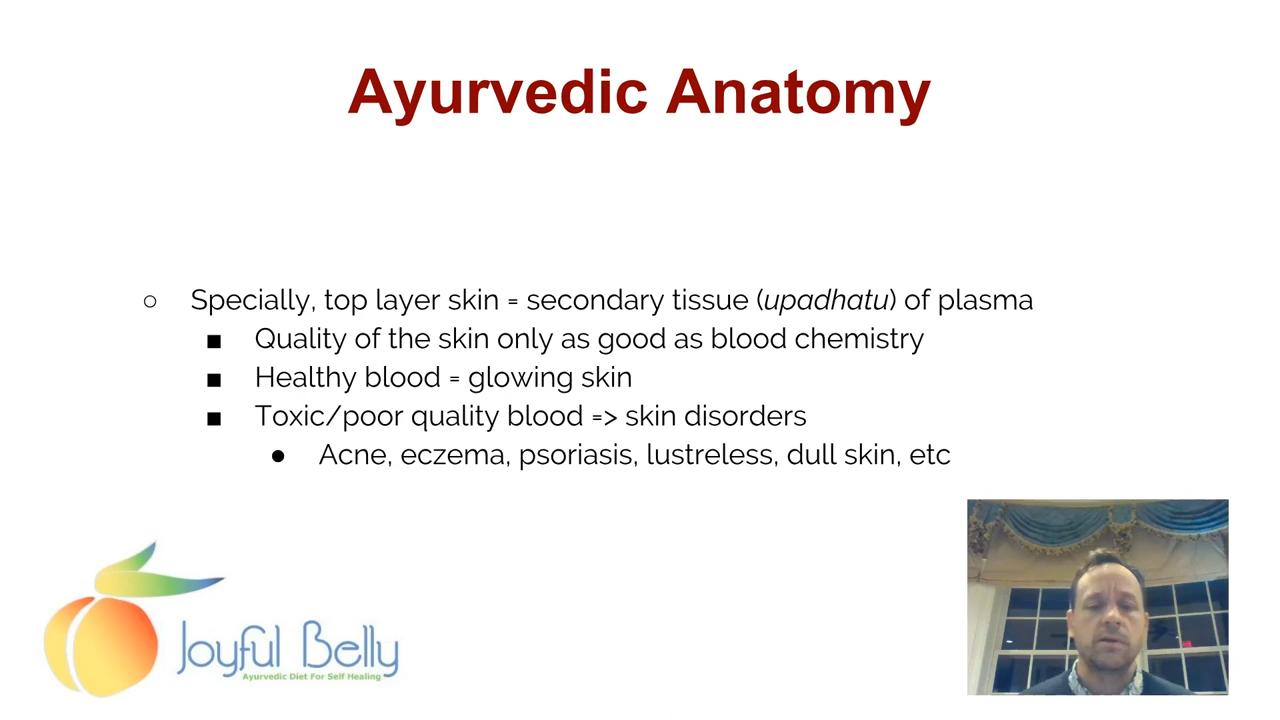 Ayurvedic Anatomy
○ Specially, top layer skin = secondary tissue (upadhatu) of plasma
■ Quality of the skin only as good as blood chemistry
■ Healthy blood = glowing skin
■ Toxic/poor quality blood => skin disorders
● Acne, eczema, psoriasis, lustreless, dull skin, etc
Joyful Belly
Ayurvedic Diet For Self Healing